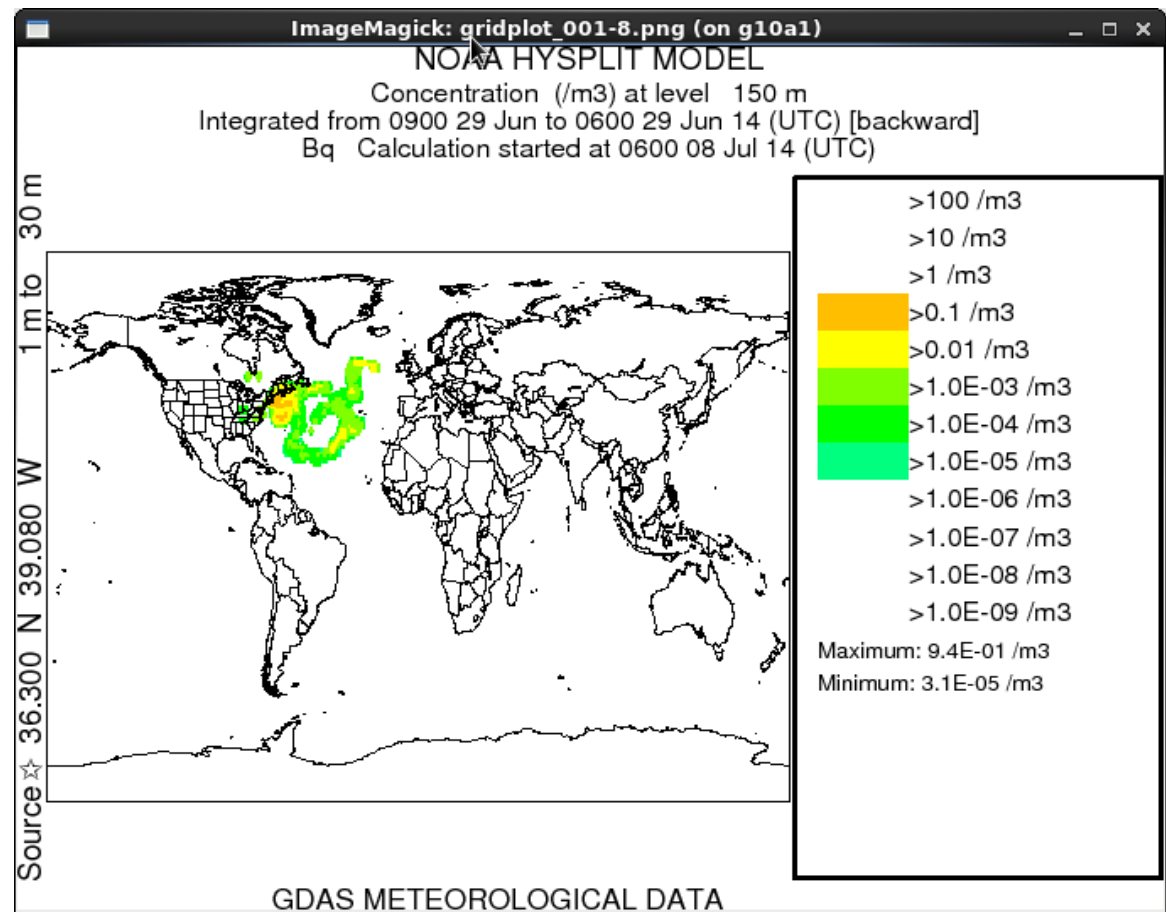 ImageMagick: gridplot_001-8.png (on g10a1)
NOAA HYSPLIT MODEL
Concentration (/m3) at level 150 m
Integrated from 0900 29 Jun to 0600 29 Jun 14 (UTC) [backward]
Bq Calculation started at 0600 08 Jul 14 (UTC)
Source ☆ 36.300 N 39.080 W 1 m to 30 m
>100 /m3
>10 /m3
>1 /m3
>0.1 /m3
>0.01 /m3
>1.0E-03 /m3
>1.0E-04 /m3
>1.0E-05 /m3
>1.0E-06 /m3
>1.0E-07 /m3
>1.0E-08 /m3
>1.0E-09 /m3
Maximum: 9.4E-01 /m3
Minimum: 3.1E-05 /m3
GDAS METEOROLOGICAL DATA